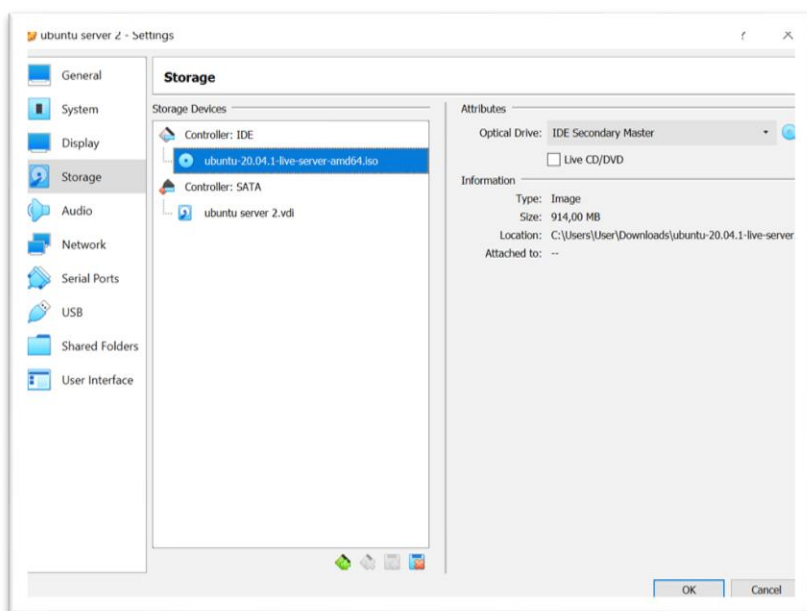 ubuntu server 2 - Settings
?
General
System
Display
Storage
Audio
Network
Serial Ports
USB
Shared Folders
User Interface
Storage
Storage Devices
Controller: IDE
ubuntu-20.04.1-live-server-amd64.iso
Controller: SATA
ubuntu server 2.vdi
Attributes
Optical Drive: IDE Secondary Master
Live CD/DVD
Information
Type: Image
Size: 914,00 MB
Location: C:\Users\User\Downloads\ubuntu-20.04.1-live-server
Attached to: --
OK Cancel